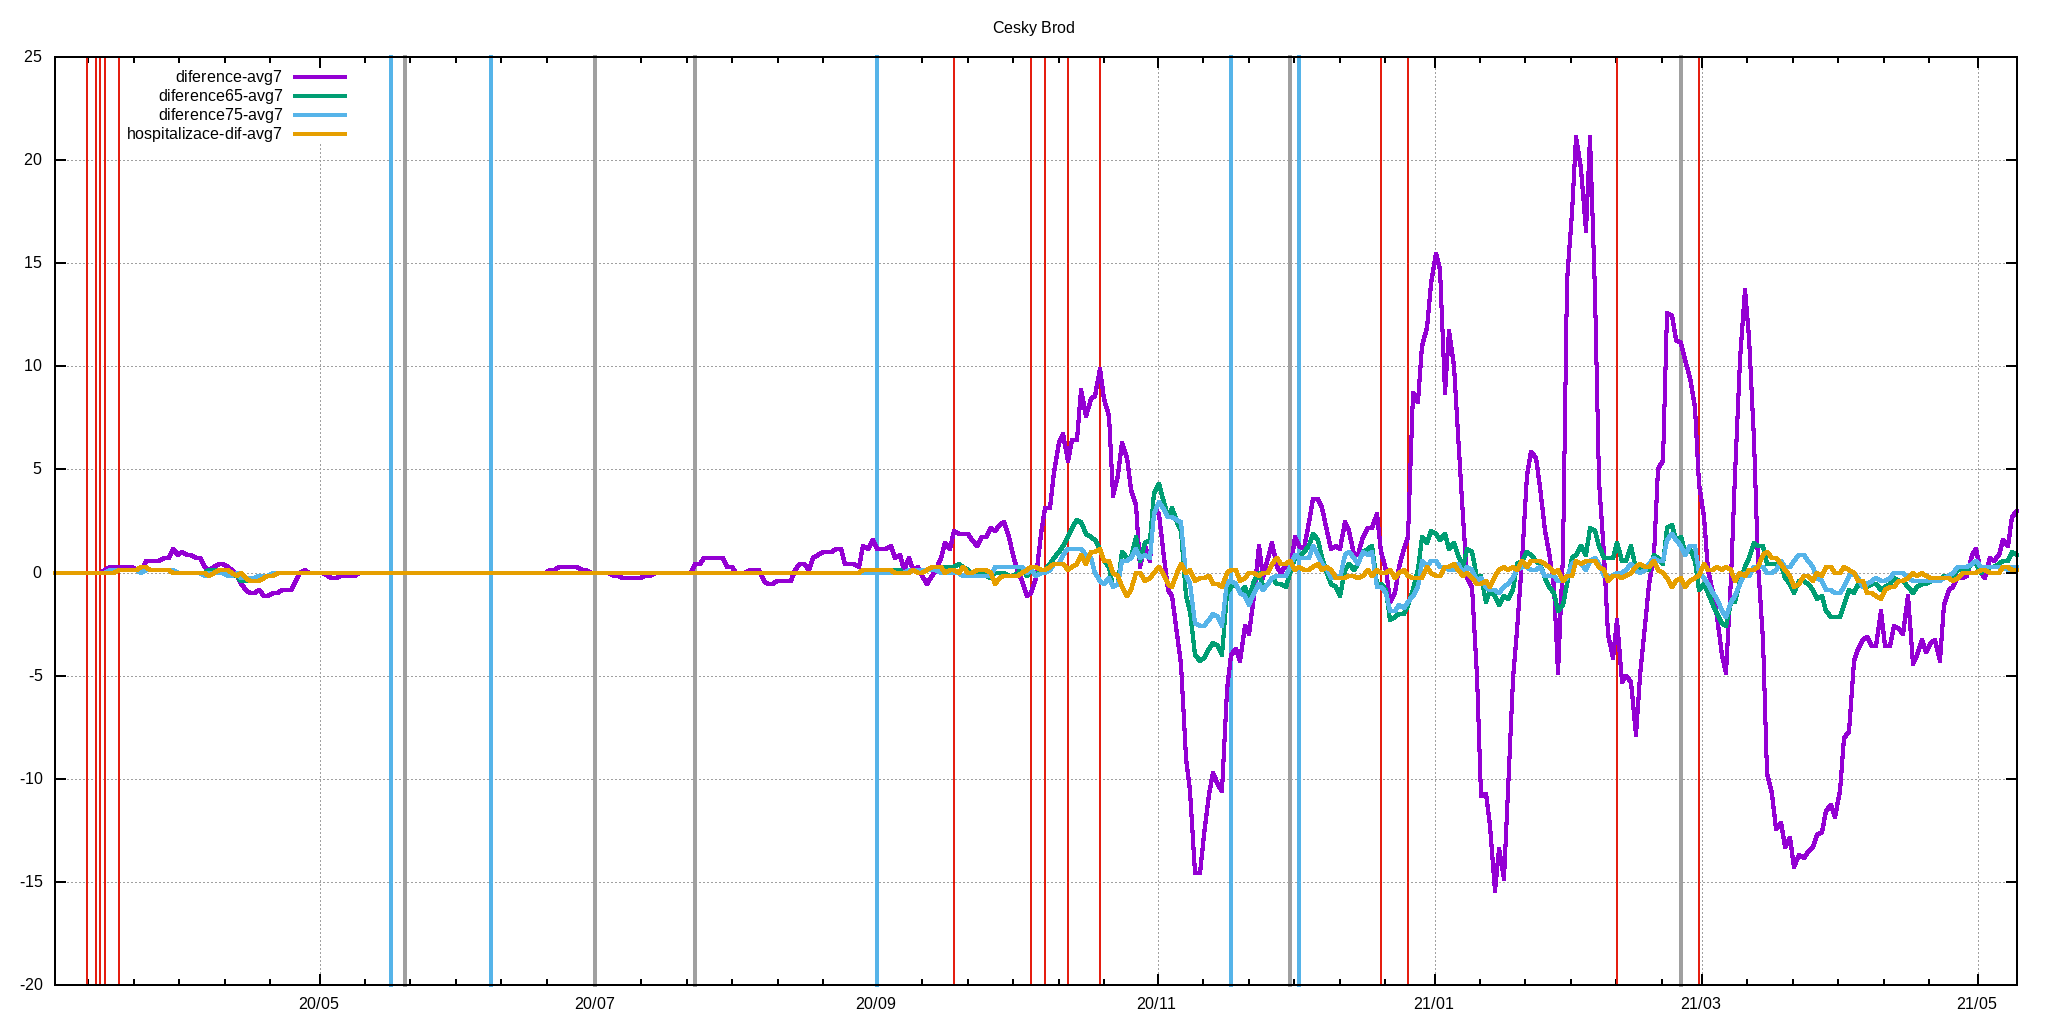 Cesky Brod
diference-avg7
diference65-avg7
diference75-avg7
hospitalizace-dif-avg7
25
20
15
10
5
0
-5
-10
-15
-20
20/05 20/07 20/09 20/11 21/01 21/03 21/05